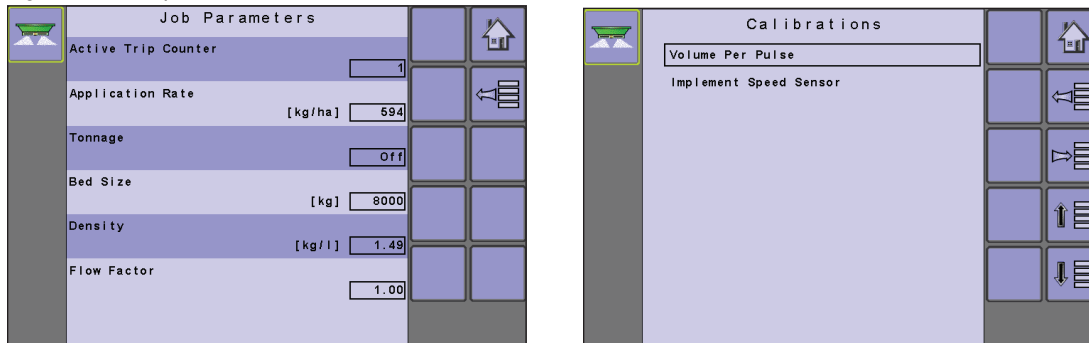 Job Parameters
Active Trip Counter
1
Application Rate
[kg/ha] 594
Tonnage
Off
Bed Size
[kg] 8000
Density
[kg/l] 1.49
Flow Factor
1.00
Calibrations
Volume Per Pulse
Implement Speed Sensor